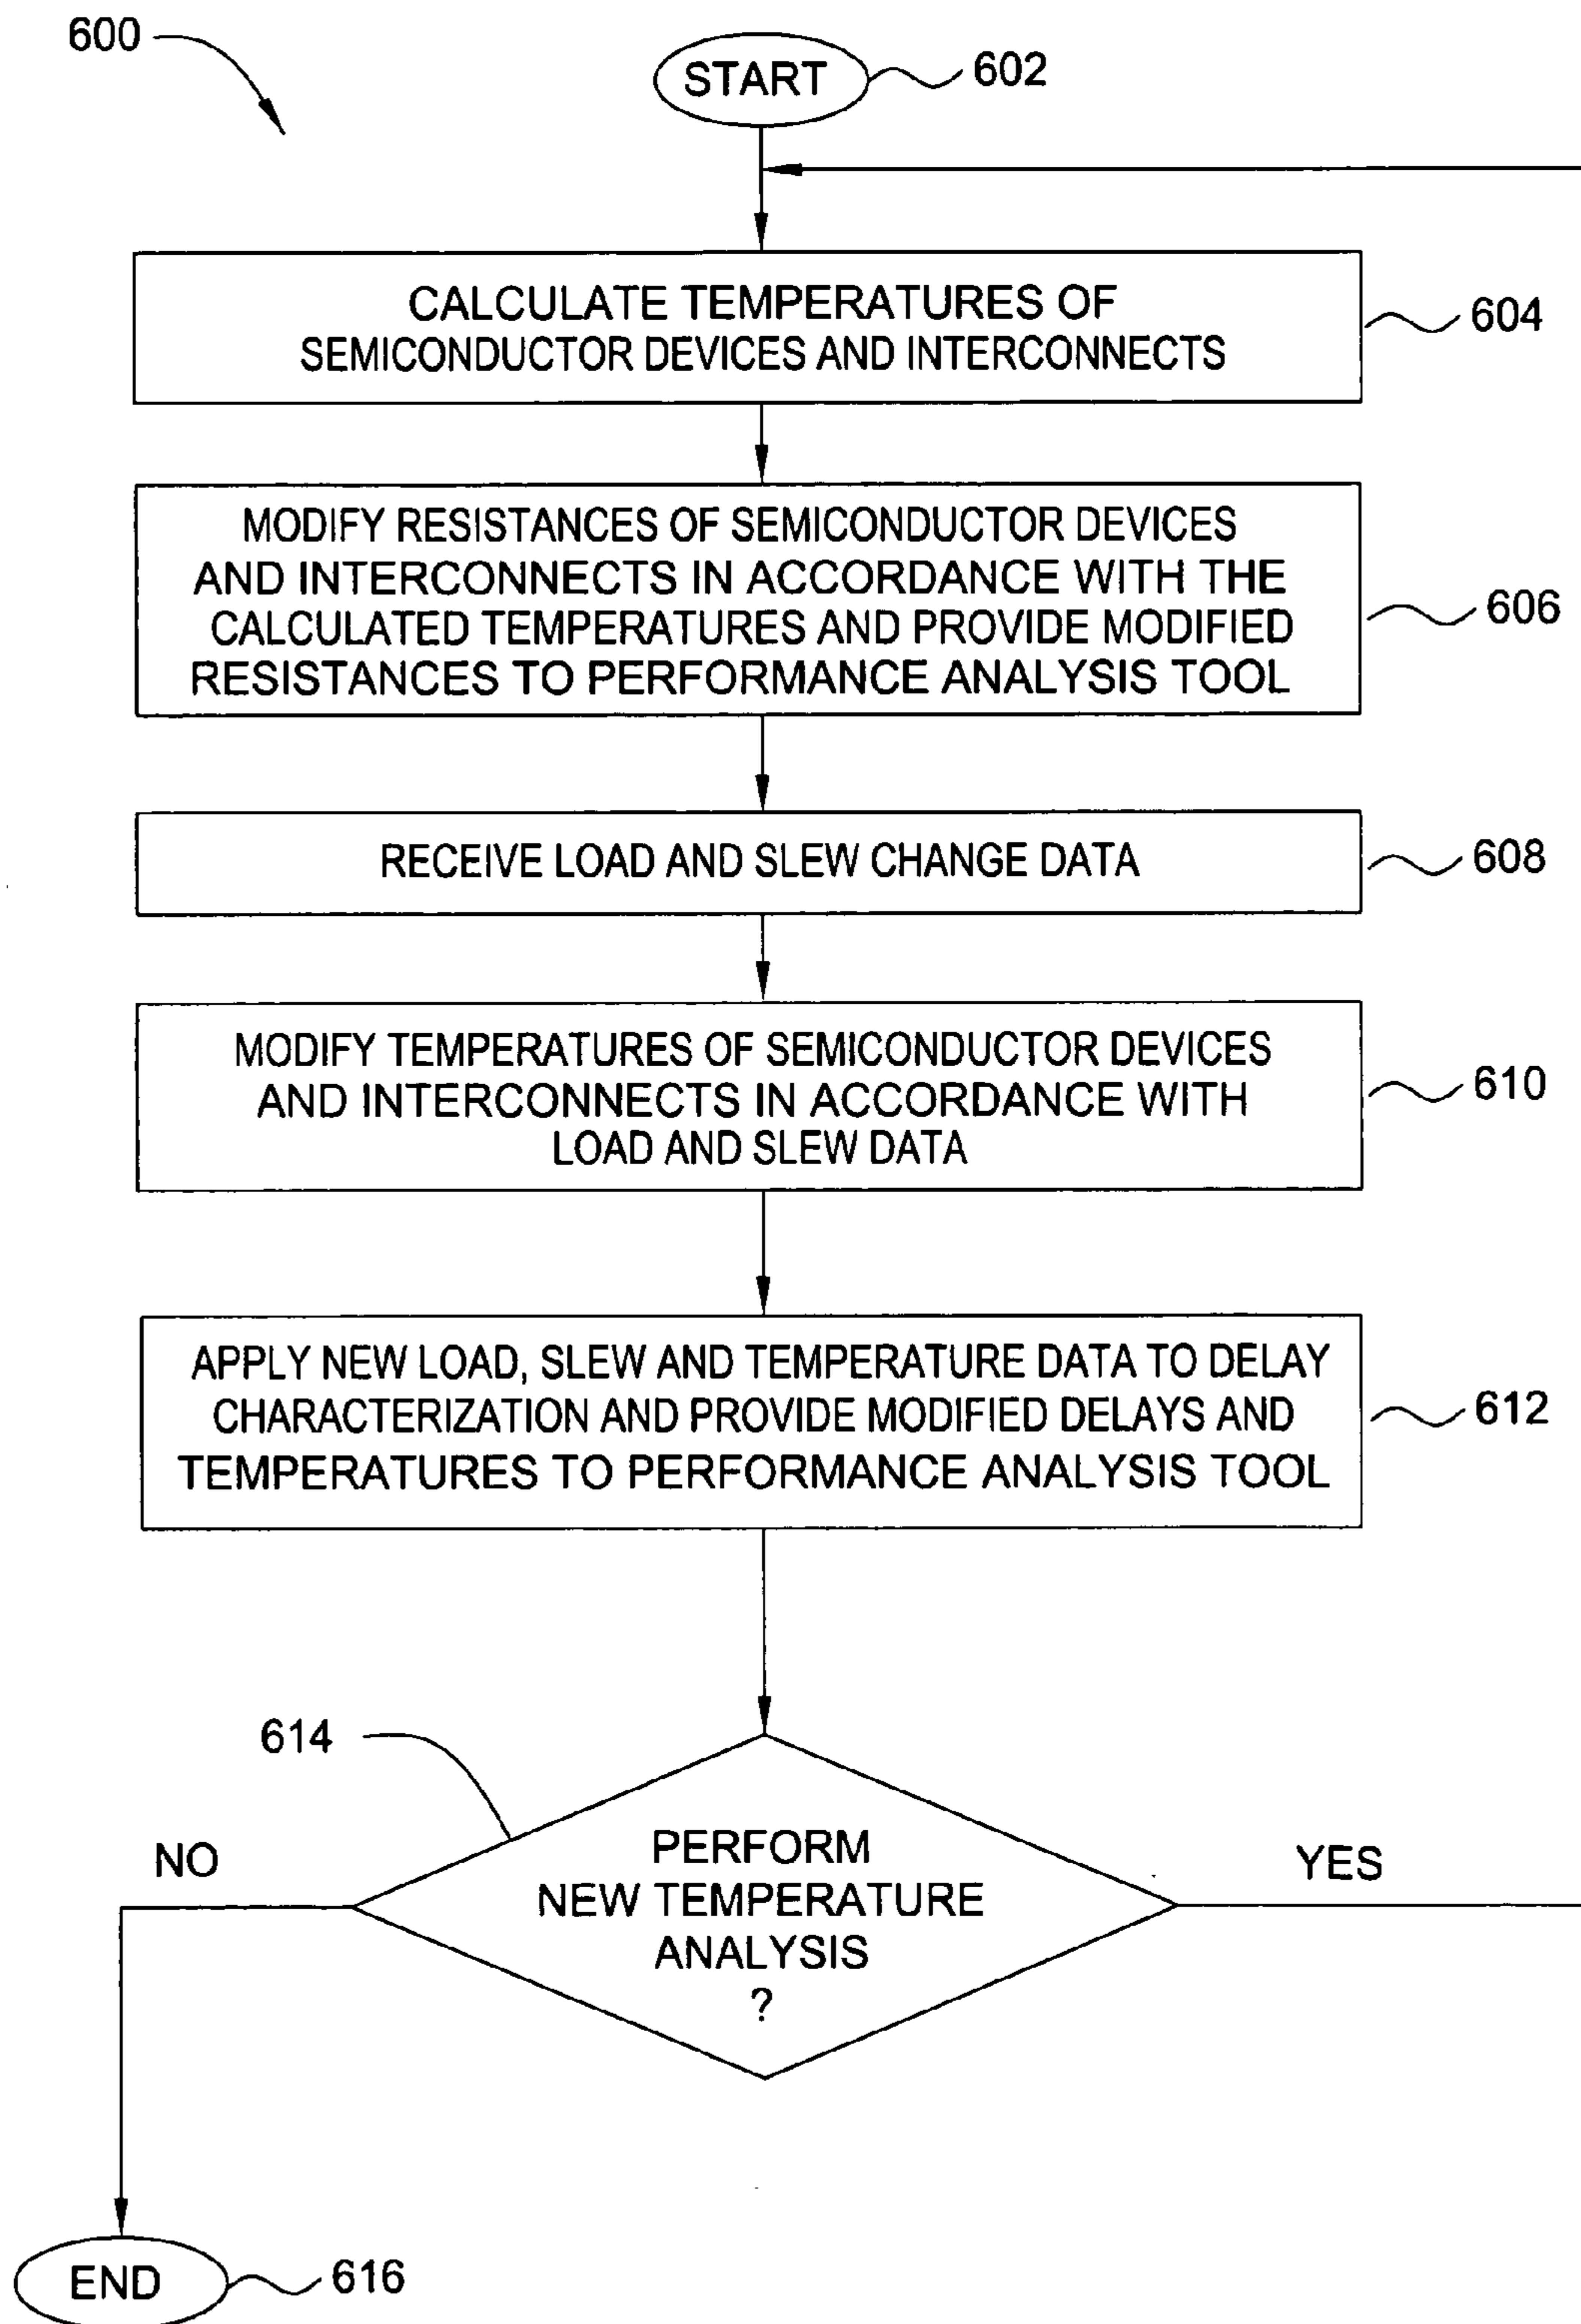 600
START
602
CALCULATE TEMPERATURES OF
SEMICONDUCTOR DEVICES AND INTERCONNECTS
604
MODIFY RESISTANCES OF SEMICONDUCTOR DEVICES
AND INTERCONNECTS IN ACCORDANCE WITH THE
CALCULATED TEMPERATURES AND PROVIDE MODIFIED
RESISTANCES TO PERFORMANCE ANALYSIS TOOL
606
RECEIVE LOAD AND SLEW CHANGE DATA
608
MODIFY TEMPERATURES OF SEMICONDUCTOR DEVICES
AND INTERCONNECTS IN ACCORDANCE WITH
LOAD AND SLEW DATA
610
APPLY NEW LOAD, SLEW AND TEMPERATURE DATA TO DELAY
CHARACTERIZATION AND PROVIDE MODIFIED DELAYS AND
TEMPERATURES TO PERFORMANCE ANALYSIS TOOL
612
614
NO
PERFORM
NEW TEMPERATURE
ANALYSIS
?
YES
END
616